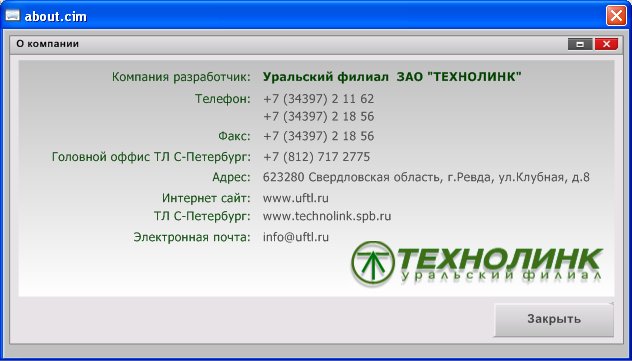 about.cim
О компании
Компания разработчик: Уральский филиал ЗАО "ТЕХНОЛИНК"
Телефон: +7 (34397) 2 11 62
+7 (34397) 2 18 56
Факс: +7 (34397) 2 18 56
Головной оффис ТЛ С-Петербург: +7 (812) 717 2775
Адрес: 623280 Свердловская область, г.Ревда, ул.Клубная, д.8
Интернет сайт: www.uftl.ru
ТЛ С-Петербург: www.technolink.spb.ru
Электронная почта: info@uftl.ru
ТЕХНОЛИНК
уральский филиал
Закрыть